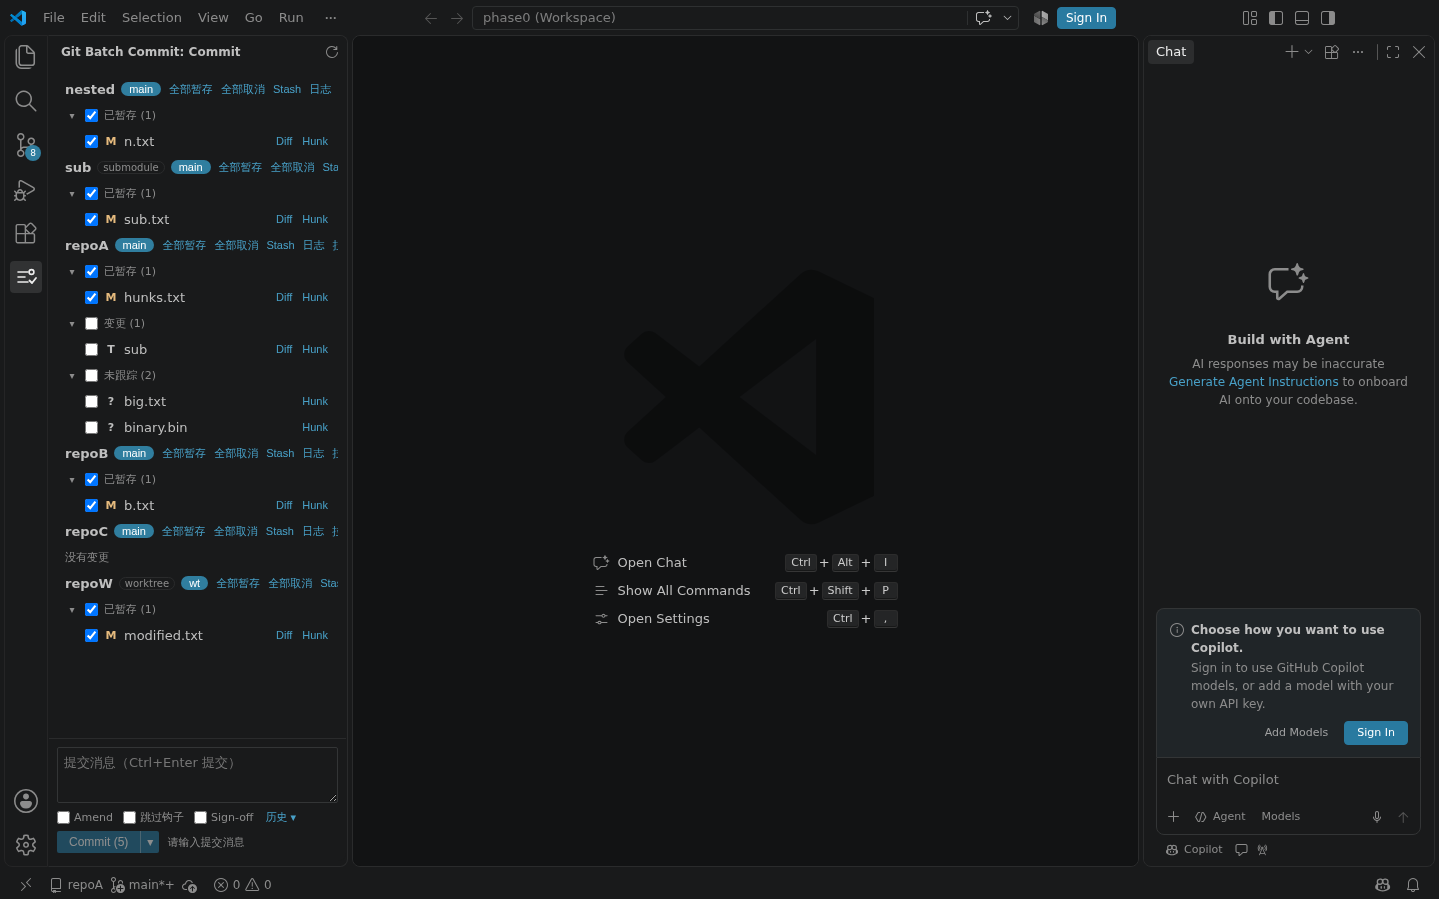 File Edit Selection View Go Run ···
phase0 (Workspace)
Sign In
Git Batch Commit: Commit
nested main 全部暂存 全部取消 Stash 日志
已暂存 (1)
M n.txt Diff Hunk
sub submodule main 全部暂存 全部取消 Sta
已暂存 (1)
M sub.txt Diff Hunk
repoA main 全部暂存 全部取消 Stash 日志
已暂存 (1)
M hunks.txt Diff Hunk
变更 (1)
T sub Diff Hunk
未跟踪 (2)
? big.txt Hunk
? binary.bin Hunk
repoB main 全部暂存 全部取消 Stash 日志
已暂存 (1)
M b.txt Diff Hunk
repoC main 全部暂存 全部取消 Stash 日志
没有变更
repoW worktree wt 全部暂存 全部取消 Sta
已暂存 (1)
M modified.txt Diff Hunk
提交消息（Ctrl+Enter 提交）
Amend 跳过钩子 Sign-off 历史 ▾
Commit (5) ▾ 请输入提交消息
8
Open Chat Ctrl + Alt + I
Show All Commands Ctrl + Shift + P
Open Settings Ctrl + ,
Chat
Build with Agent
AI responses may be inaccurate
Generate Agent Instructions to onboard
AI onto your codebase.
Choose how you want to use
Copilot.
Sign in to use GitHub Copilot
models, or add a model with your
own API key.
Add Models Sign In
Chat with Copilot
Agent Models
Copilot
repoA main*+ 0 0